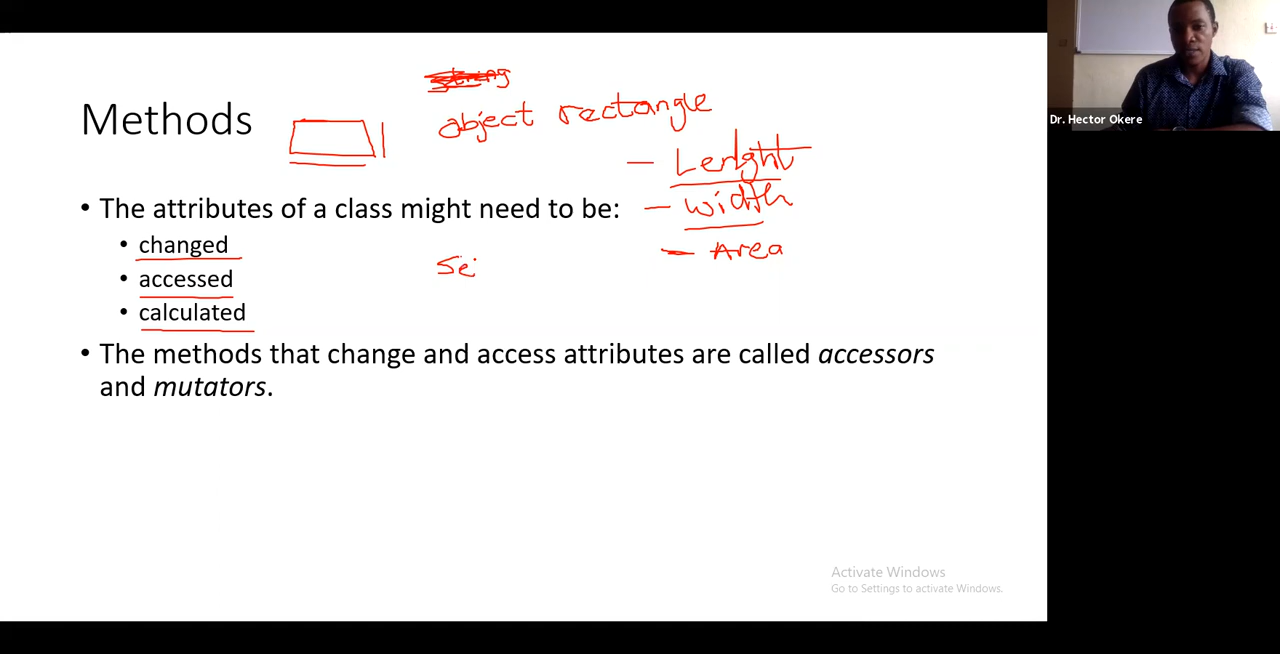 object rectangle
Methods
- Lenght
- width
- Area
• The attributes of a class might need to be:
• changed
• accessed
• calculated
Se
• The methods that change and access attributes are called accessors
and mutators.
Dr. Hector Okere
Activate Windows
Go to Settings to activate Windows.